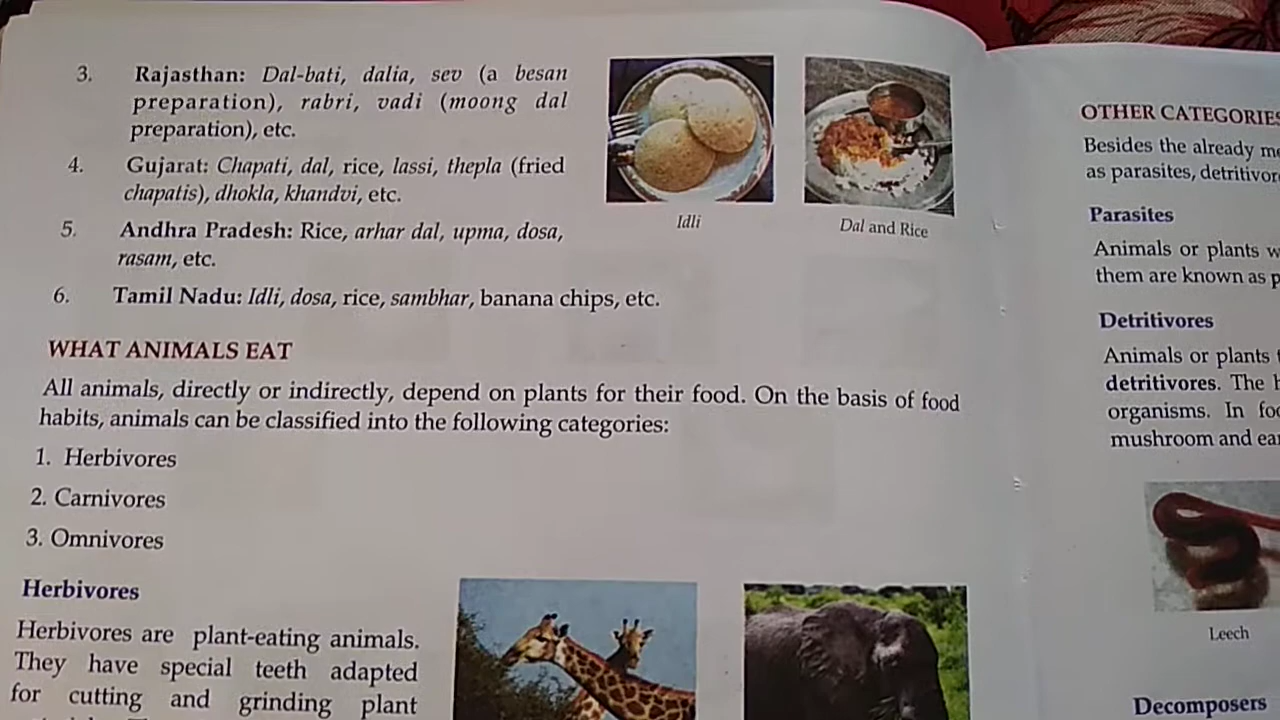 3. Rajasthan: Dal-bati, dalia, sev (a besan
preparation), rabri, vadi (moong dal
preparation), etc.
4. Gujarat: Chapati, dal, rice, lassi, thepla (fried
chapatis), dhokla, khandvi, etc.
5. Andhra Pradesh: Rice, arhar dal, upma, dosa,
rasam, etc.
6. Tamil Nadu: Idli, dosa, rice, sambhar, banana chips, etc.
Idli
Dal and Rice
WHAT ANIMALS EAT
All animals, directly or indirectly, depend on plants for their food. On the basis of food
habits, animals can be classified into the following categories:
1. Herbivores
2. Carnivores
3. Omnivores
Herbivores
Herbivores are plant-eating animals.
They have special teeth adapted
for cutting and grinding plant
OTHER CATEGORIES
Besides the already
as parasites,
Parasites
Animals or plants
them are known as
Detritivores
Animals or plants
detritivores. The
organisms. In
mushroom and
Leech
Decomposers